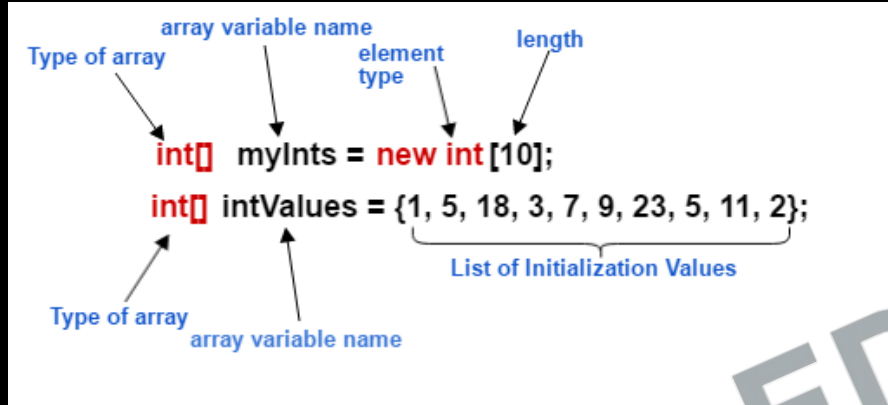 array variable name
Type of array
element
type
length
int[] myInts = new int [10];
int[] intValues = {1, 5, 18, 3, 7, 9, 23, 5, 11, 2};
List of Initialization Values
Type of array
array variable name